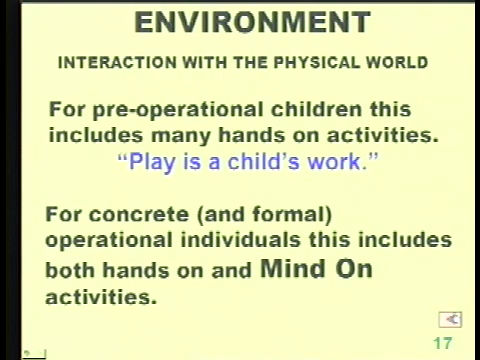 ENVIRONMENT
INTERACTION WITH THE PHYSICAL WORLD
For pre-operational children this
includes many hands on activities.
“Play is a child’s work.”
For concrete (and formal)
operational individuals this includes
both hands on and Mind On
activities.
17